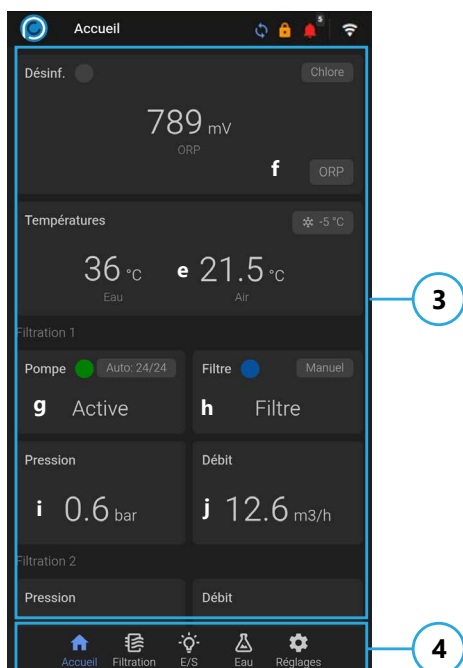 Accueil 5
Désinf. Chlore
789 mV
ORP
f ORP
Températures -5 °C
36 °C e 21.5 °C
Eau Air
3
Filtration 1
Pompe Auto: 24/24 Filtre Manuel
g Active h Filtre
Pression Débit
i 0.6 bar j 12.6 m3/h
Filtration 2
Pression Débit
Accueil Filtration E/S Eau Réglages
4